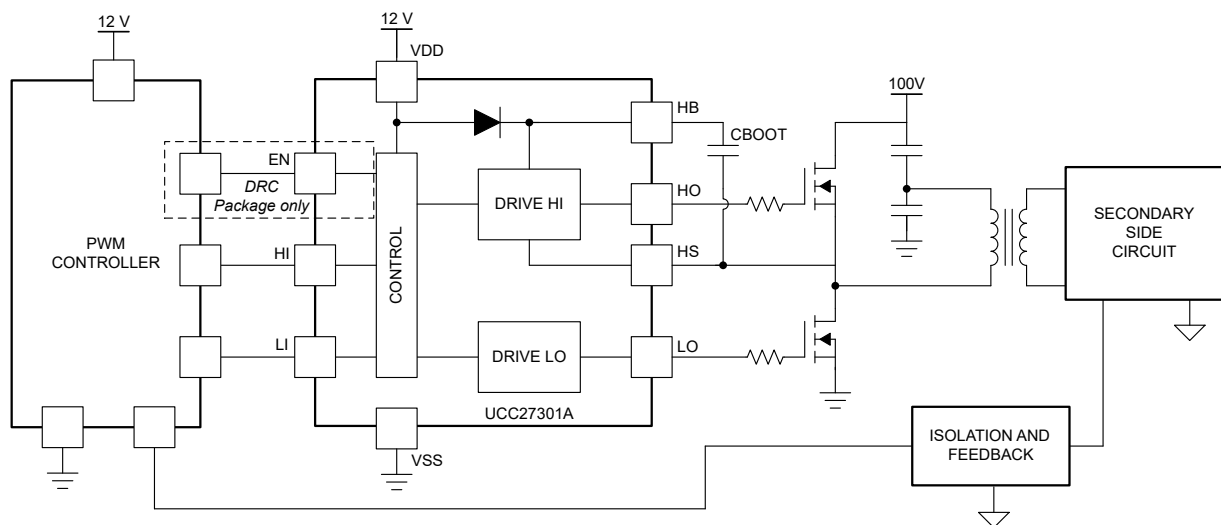 12 V
12 V
VDD
100V
HB
CBOOT
EN
DRC
Package only
HO
DRIVE HI
SECONDARY
SIDE
CIRCUIT
PWM
CONTROLLER
HI
CONTROL
HS
LI
DRIVE LO
LO
UCC27301A
ISOLATION AND
FEEDBACK
VSS